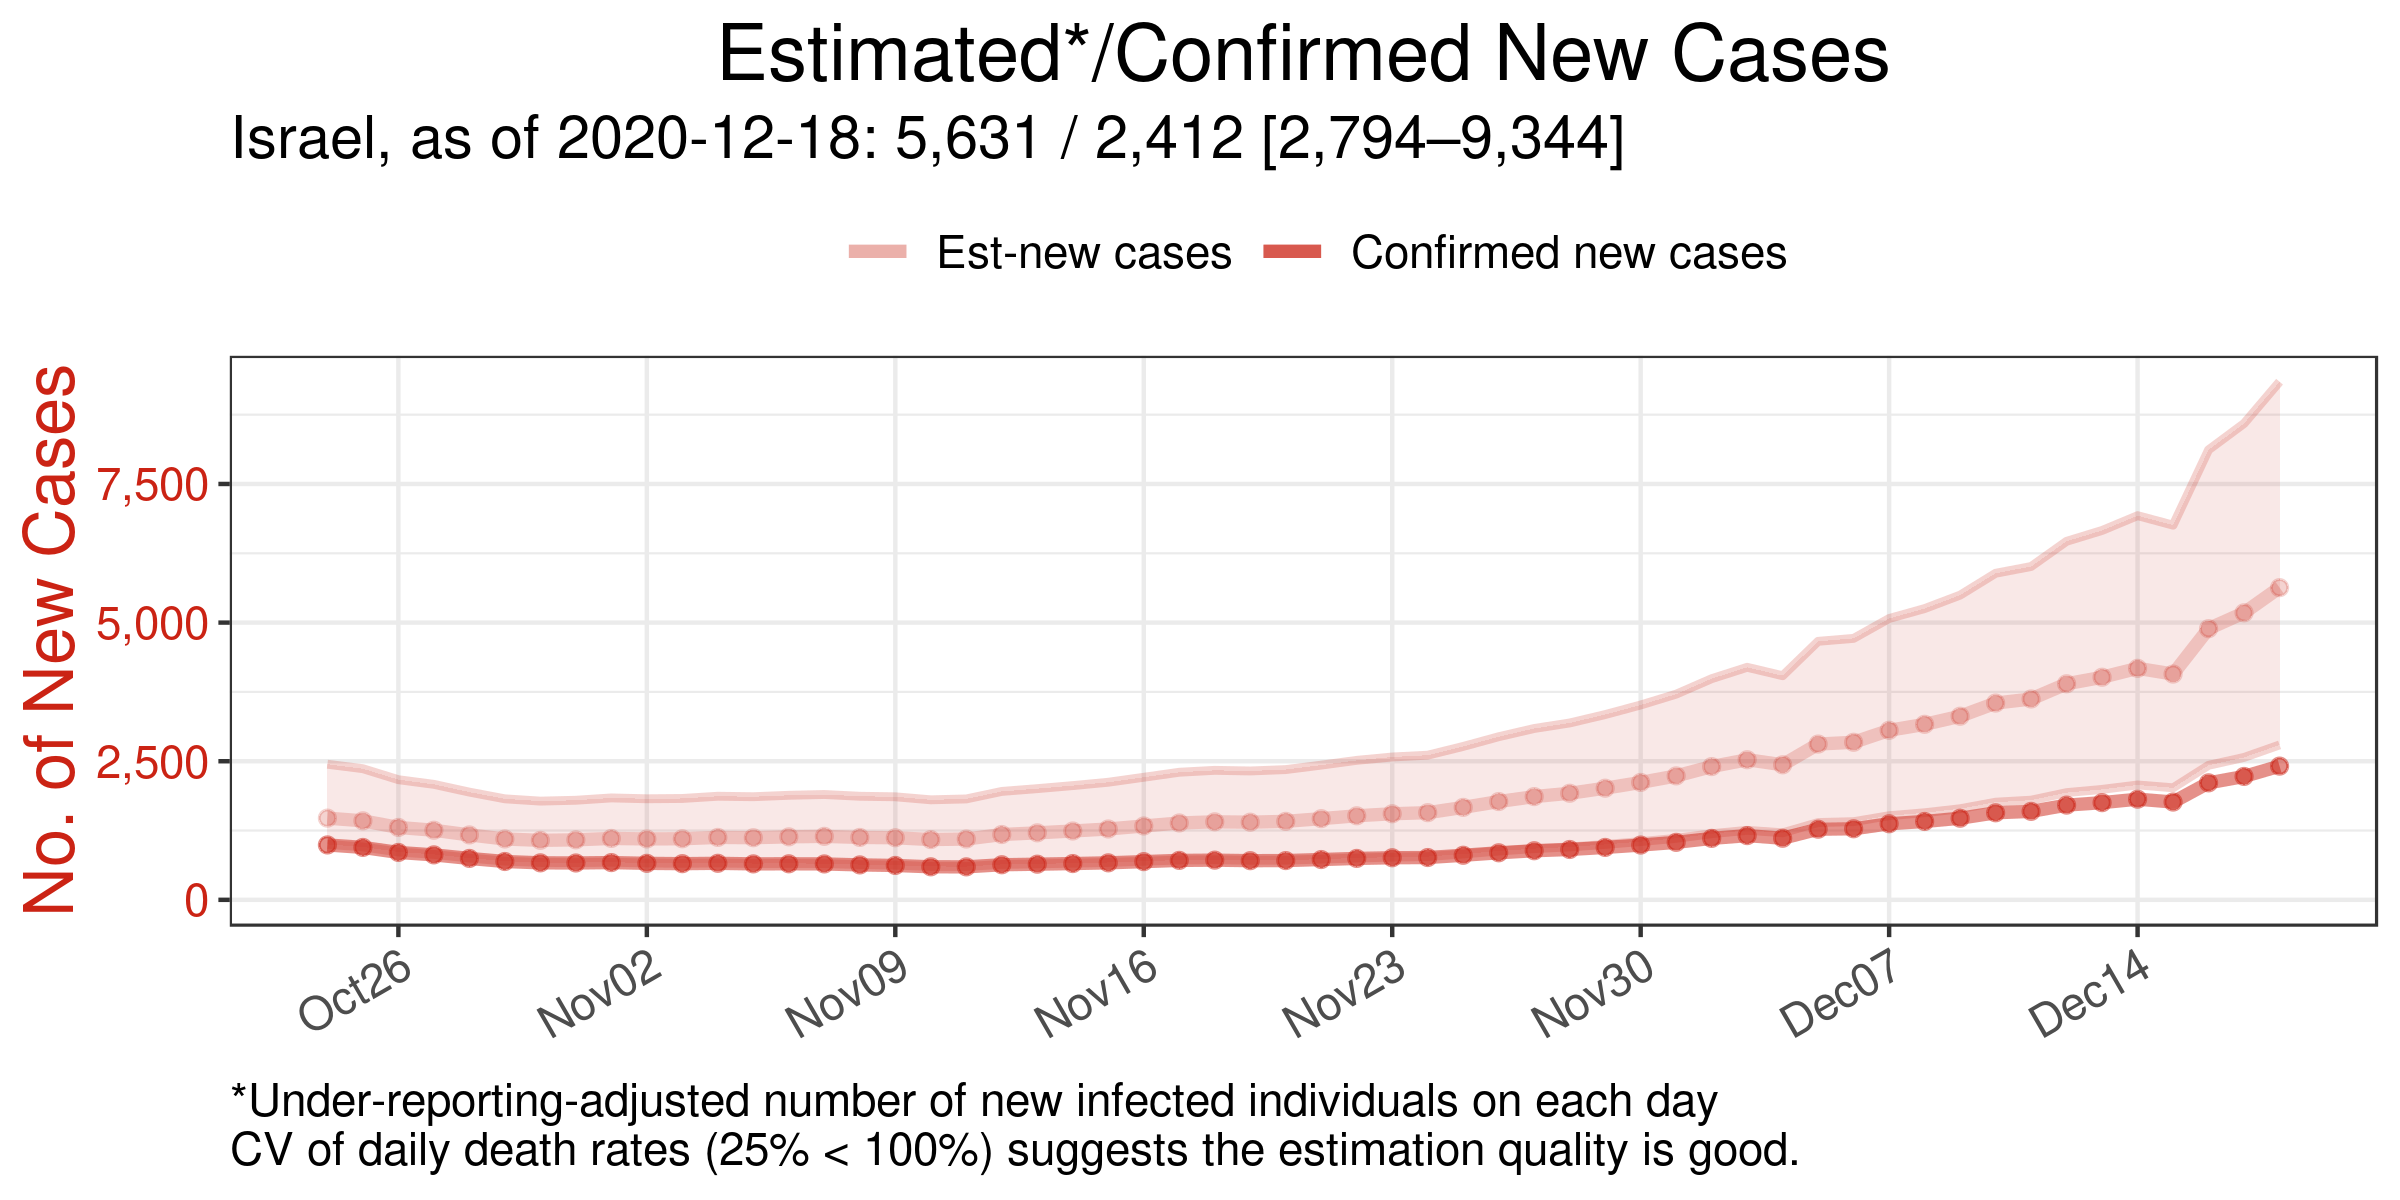 Estimated*/Confirmed New Cases
Israel, as of 2020-12-18: 5,631 / 2,412 [2,794–9,344]
Est-new cases Confirmed new cases
No. of New Cases
7,500
5,000
2,500
0
Oct26 Nov02 Nov09 Nov16 Nov23 Nov30 Dec07 Dec14
*Under-reporting-adjusted number of new infected individuals on each day
CV of daily death rates (25% < 100%) suggests the estimation quality is good.